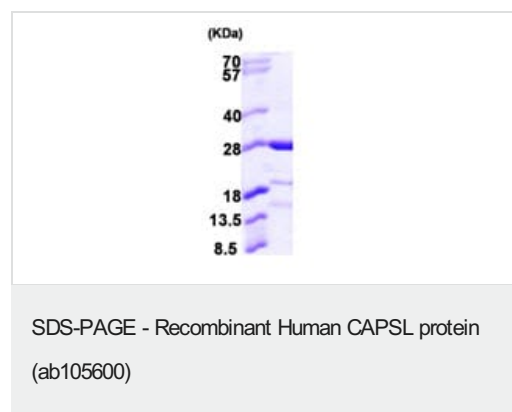 (KDa)
70
57
40
28
18
13.5
8.5
SDS-PAGE - Recombinant Human CAPSL protein
(ab105600)